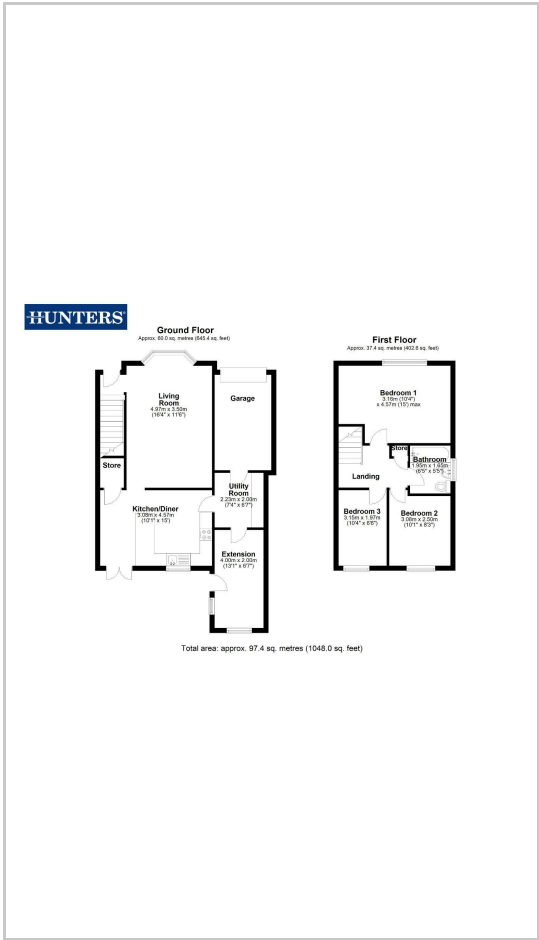 HUNTERS
Ground Floor
Approx. 60.0 sq. metres (645.4 sq. feet)
Living
Room
4.97m x 3.50m
(16'4" x 11'6")
Garage
Store
Utility
Room
2.23m x 2.00m
(7'4" x 6'7")
Kitchen/Diner
3.08m x 4.57m
(10'1" x 15')
Extension
4.00m x 2.00m
(13'1" x 6'7")
First Floor
Approx. 37.4 sq. metres (402.6 sq. feet)
Bedroom 1
3.16m (10'4")
x 4.57m (15') max
Store
Bathroom
1.95m x 1.65m
(6'5" x 5'5")
Landing
Bedroom 3
3.15m x 1.97m
(10'4" x 6'6")
Bedroom 2
3.08m x 2.50m
(10'1" x 8'3")
Total area: approx. 97.4 sq. metres (1048.0 sq. feet)